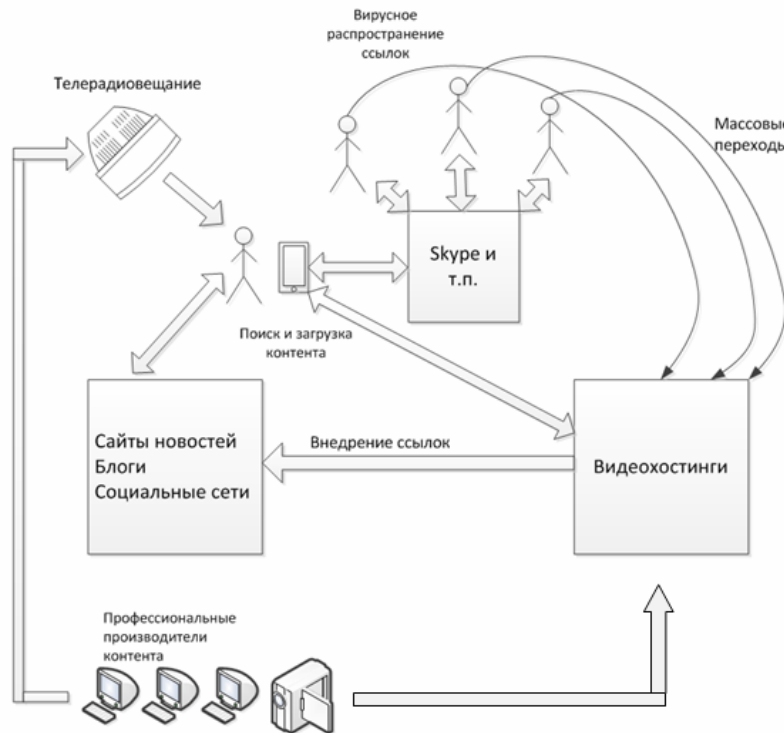 Вирусное
распространение
ссылок
Телерадиовещание
Массовые
переходы
Skype и
т.п.
Поиск и загрузка
контента
Сайты новостей
Блоги
Социальные сети
Внедрение ссылок
Видеохостинги
Профессиональные
производители
контента